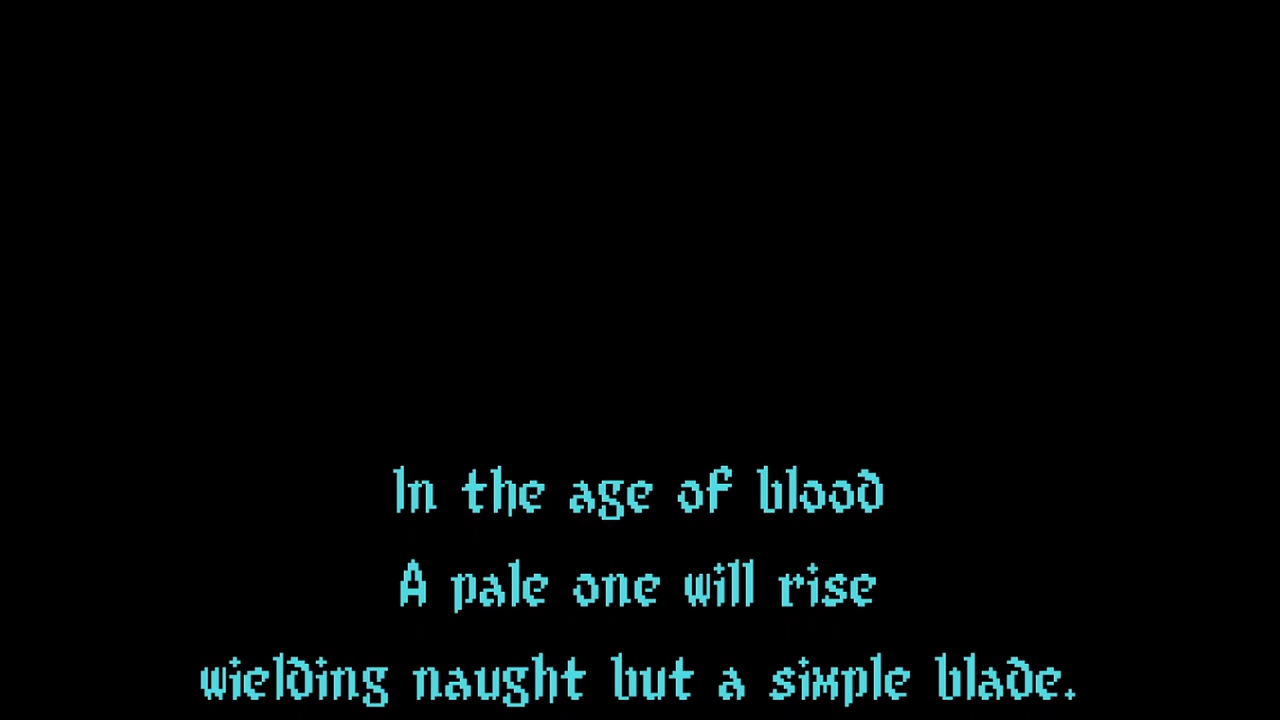 In the age of blood
A pale one will rise
wielding naught but a simple blade.